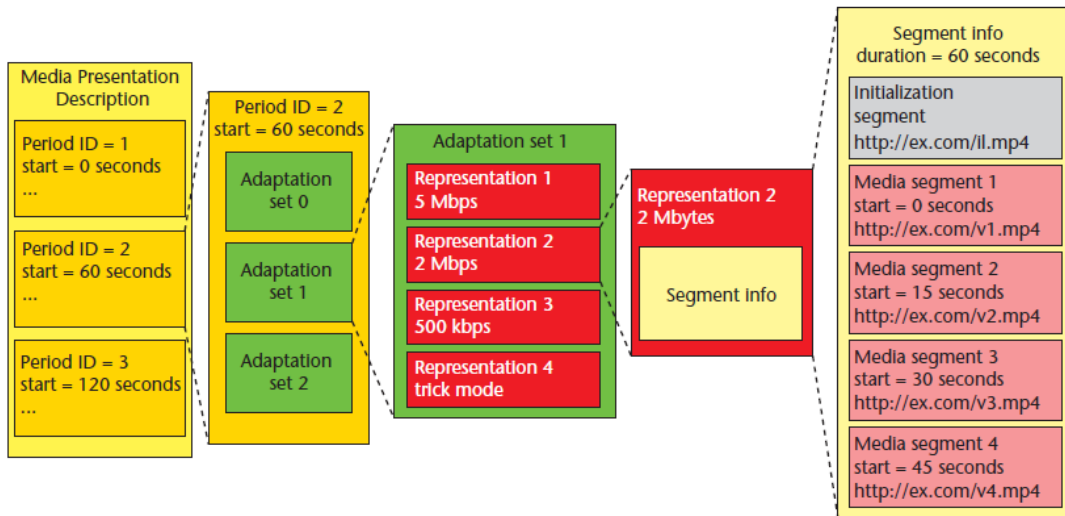 Media Presentation
Description
Period ID = 1
start = 0 seconds
...
Period ID = 2
start = 60 seconds
...
Period ID = 3
start = 120 seconds
...
Period ID = 2
start = 60 seconds
Adaptation
set 0
Adaptation
set 1
Adaptation
set 2
Adaptation set 1
Representation 1
5 Mbps
Representation 2
2 Mbps
Representation 3
500 kbps
Representation 4
trick mode
Representation 2
2 Mbytes
Segment info
Segment info
duration = 60 seconds
Initialization
segment
http://ex.com/il.mp4
Media segment 1
start = 0 seconds
http://ex.com/v1.mp4
Media segment 2
start = 15 seconds
http://ex.com/v2.mp4
Media segment 3
start = 30 seconds
http://ex.com/v3.mp4
Media segment 4
start = 45 seconds
http://ex.com/v4.mp4